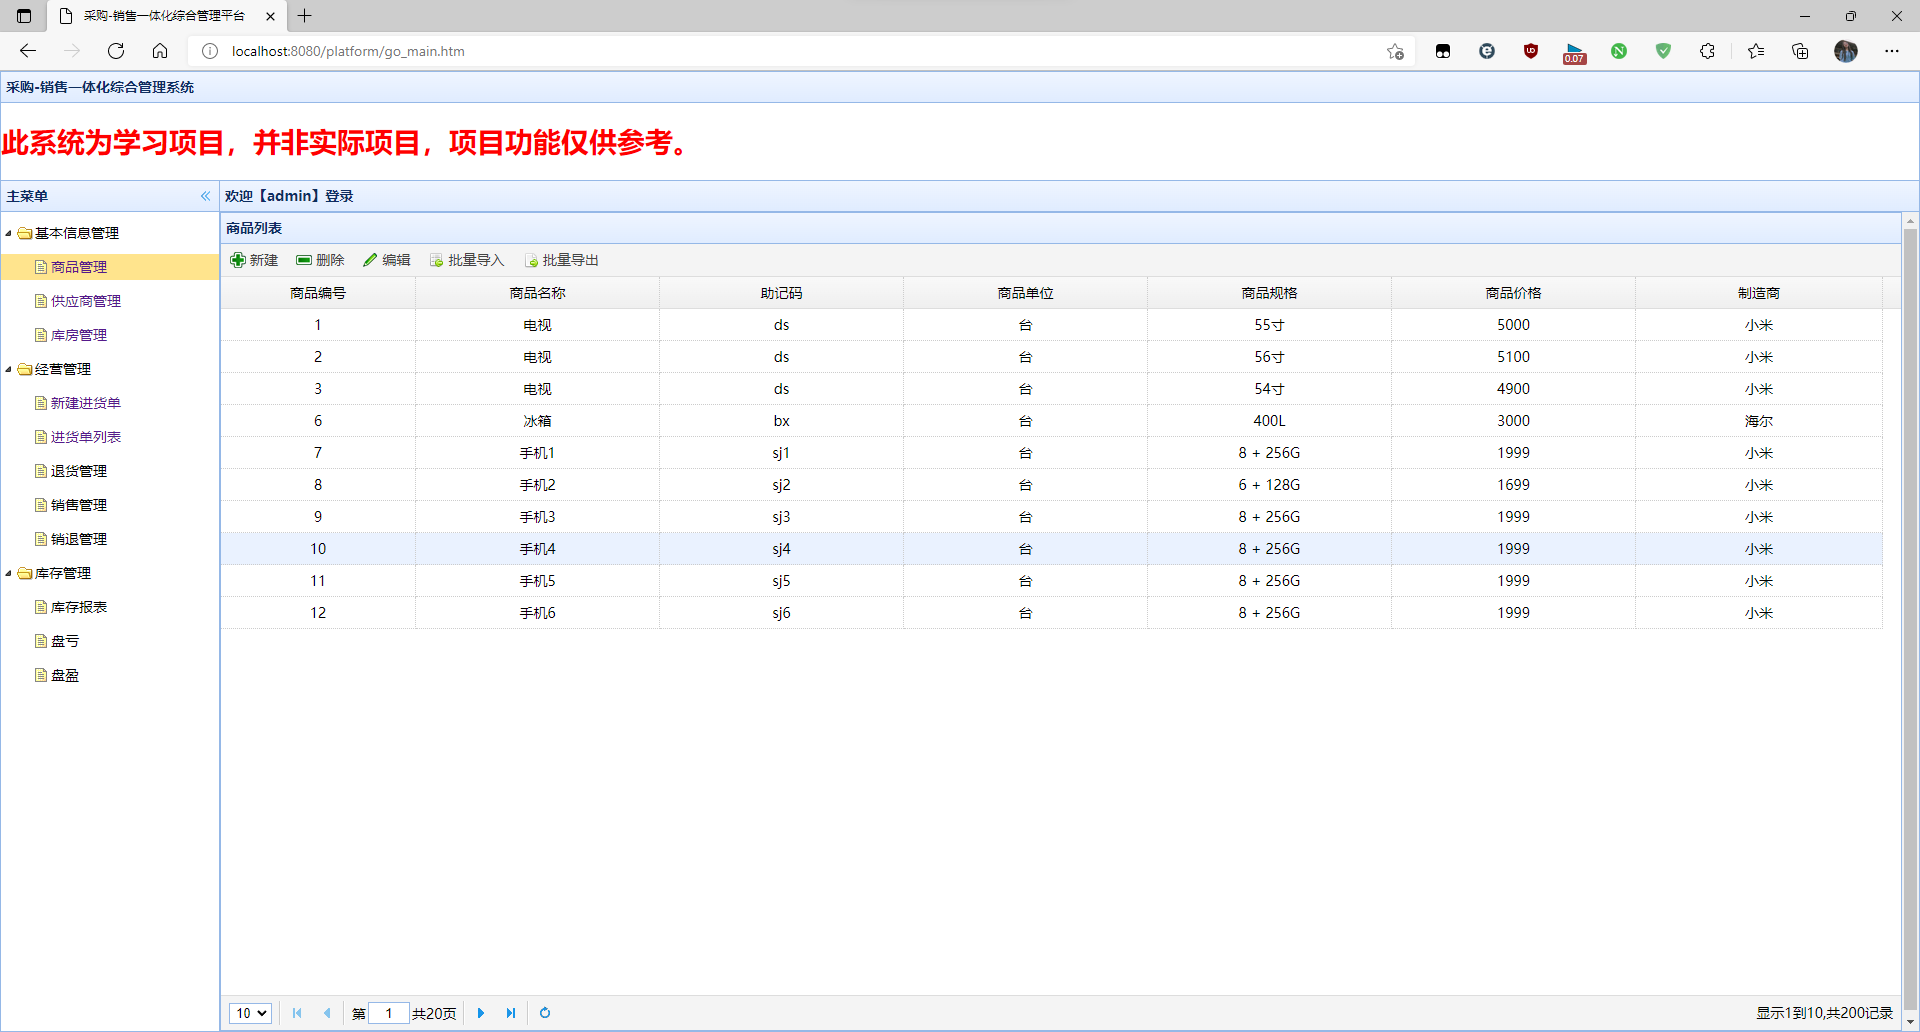 采购-销售一体化综合管理平台
localhost:8080/platform/go_main.htm
0.07
采购-销售一体化综合管理系统
此系统为学习项目，并非实际项目，项目功能仅供参考。
主菜单
欢迎【admin】登录
基本信息管理
商品管理
供应商管理
库房管理
经营管理
新建进货单
进货单列表
退货管理
销售管理
销退管理
库存管理
库存报表
盘亏
盘盈
商品列表
新建 删除 编辑 批量导入 批量导出
商品编号 商品名称 助记码 商品单位 商品规格 商品价格 制造商
1 电视 ds 台 55寸 5000 小米
2 电视 ds 台 56寸 5100 小米
3 电视 ds 台 54寸 4900 小米
6 冰箱 bx 台 400L 3000 海尔
7 手机1 sj1 台 8 + 256G 1999 小米
8 手机2 sj2 台 6 + 128G 1699 小米
9 手机3 sj3 台 8 + 256G 1999 小米
10 手机4 sj4 台 8 + 256G 1999 小米
11 手机5 sj5 台 8 + 256G 1999 小米
12 手机6 sj6 台 8 + 256G 1999 小米
10 第 1 共20页 显示1到10,共200记录